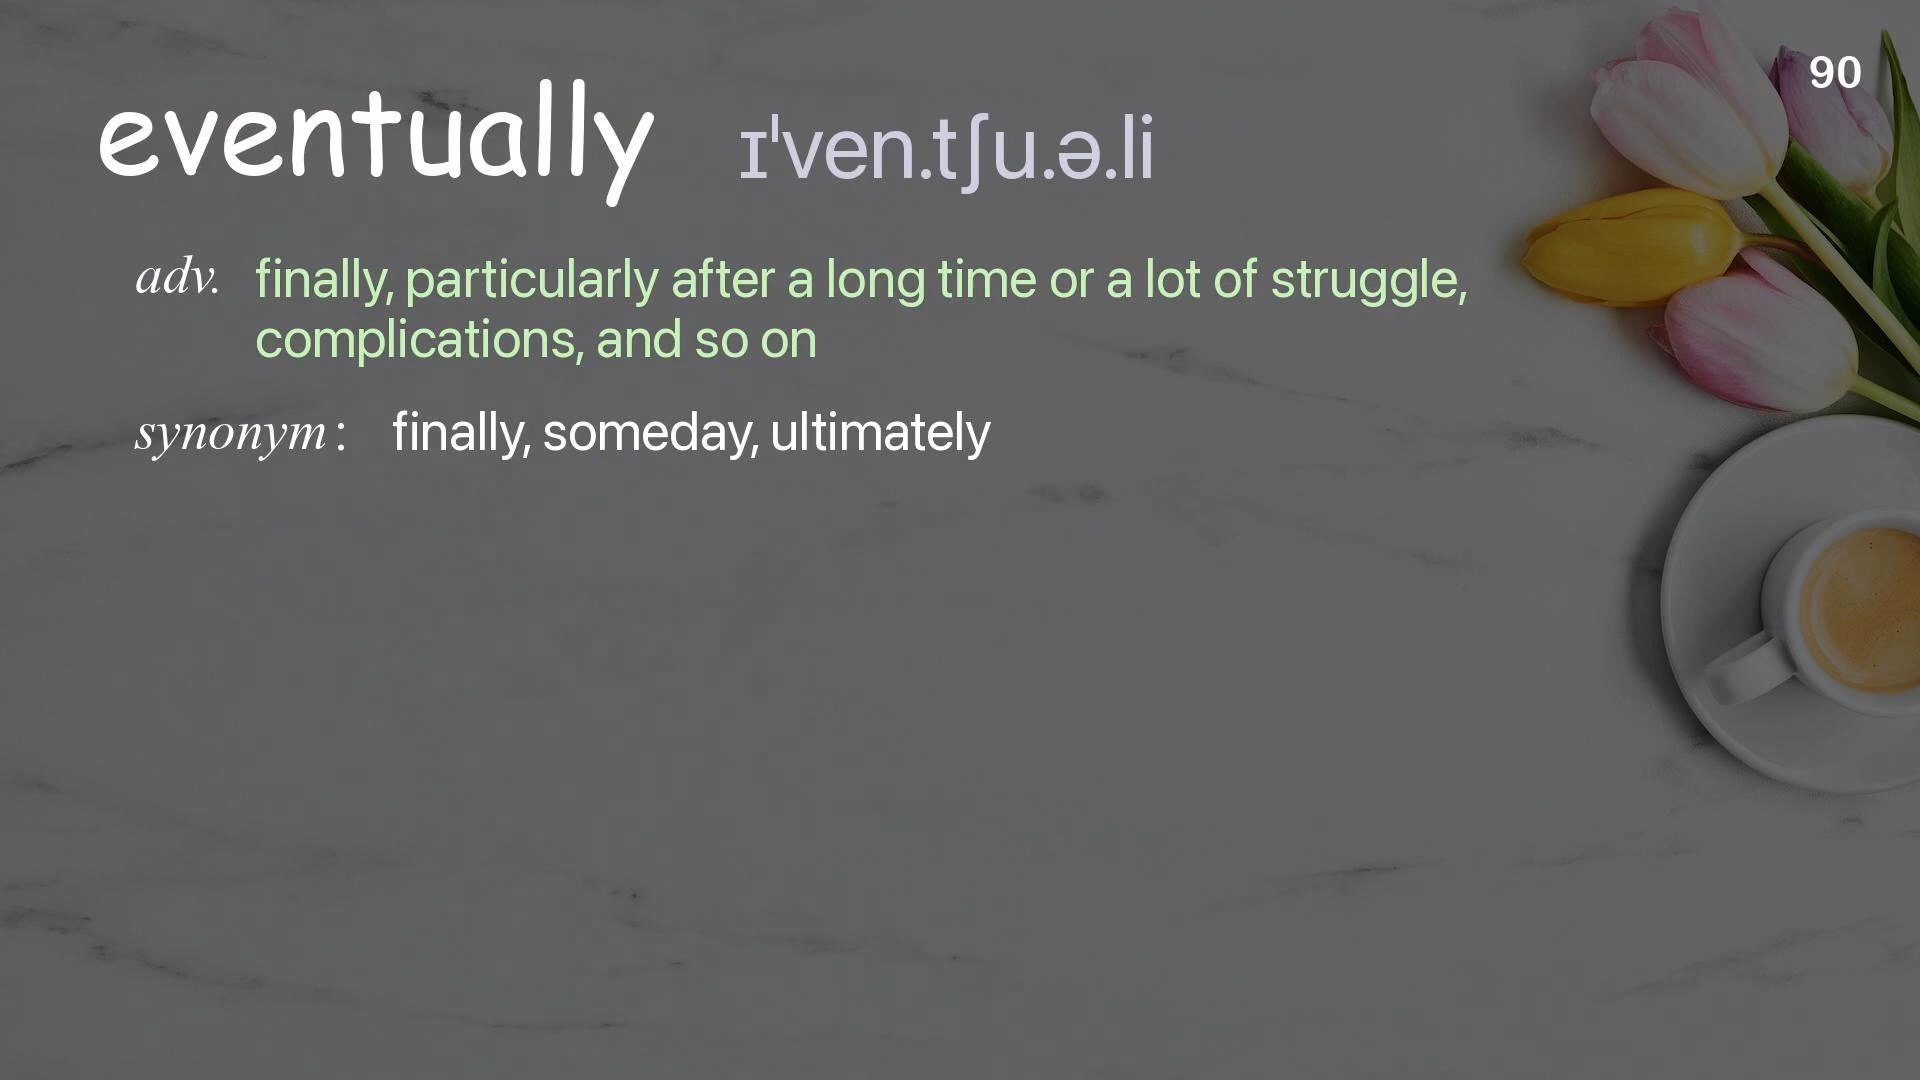 90
eventually ɪˈven.tʃu.ə.li
adv. finally, particularly after a long time or a lot of struggle,
complications, and so on
synonym : finally, someday, ultimately